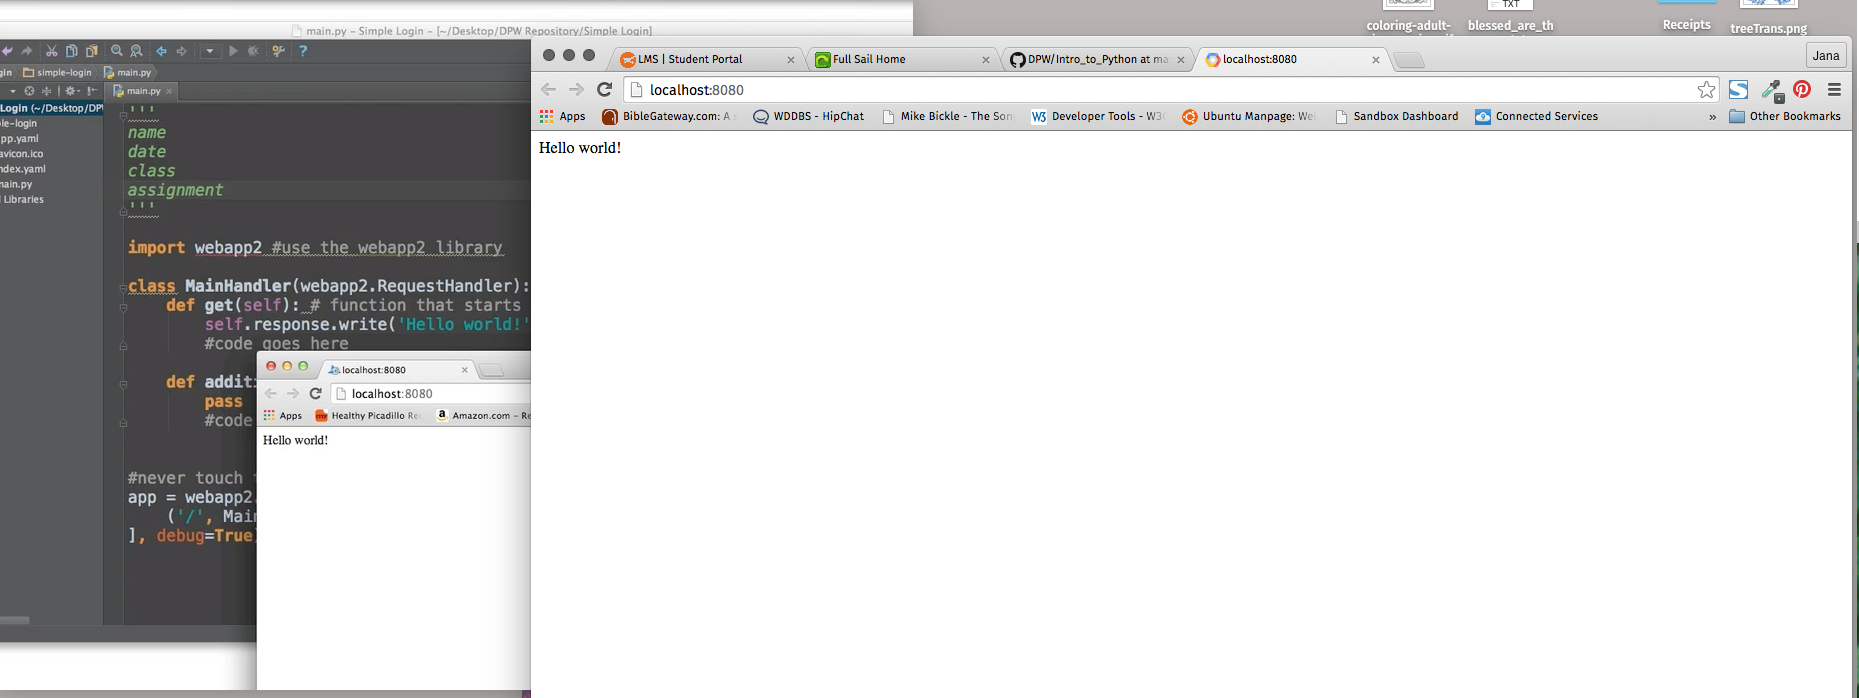 main.py – Simple Login – [~/Desktop/DPW Repository/Simple Login]
gin simple-login main.py
main.py
Login (~/Desktop/DPW
le-login
pp.yaml
avicon.ico
ndex.yaml
nain.py
l Libraries
'''
name
date
class
assignment
'''
import webapp2 #use the webapp2 library
class MainHandler(webapp2.RequestHandler):
def get(self): # function that starts
self.response.write('Hello world!'
#code goes here
def additi
pass
#code
#never touch
app = webapp2.
('/', Main
], debug=True
localhost:8080
localhost:8080
Apps Healthy Picadillo Re Amazon.com – Re
Hello world!
coloring-adult-
blessed_are_th
Receipts
treeTrans.png
TXT
LMS | Student Portal Full Sail Home DPW/Intro_to_Python at ma localhost:8080 Jana
localhost:8080
Apps BibleGateway.com: A s WDDBS - HipChat Mike Bickle - The Son W3 Developer Tools - W3 Ubuntu Manpage: We Sandbox Dashboard Connected Services » Other Bookmarks
Hello world!